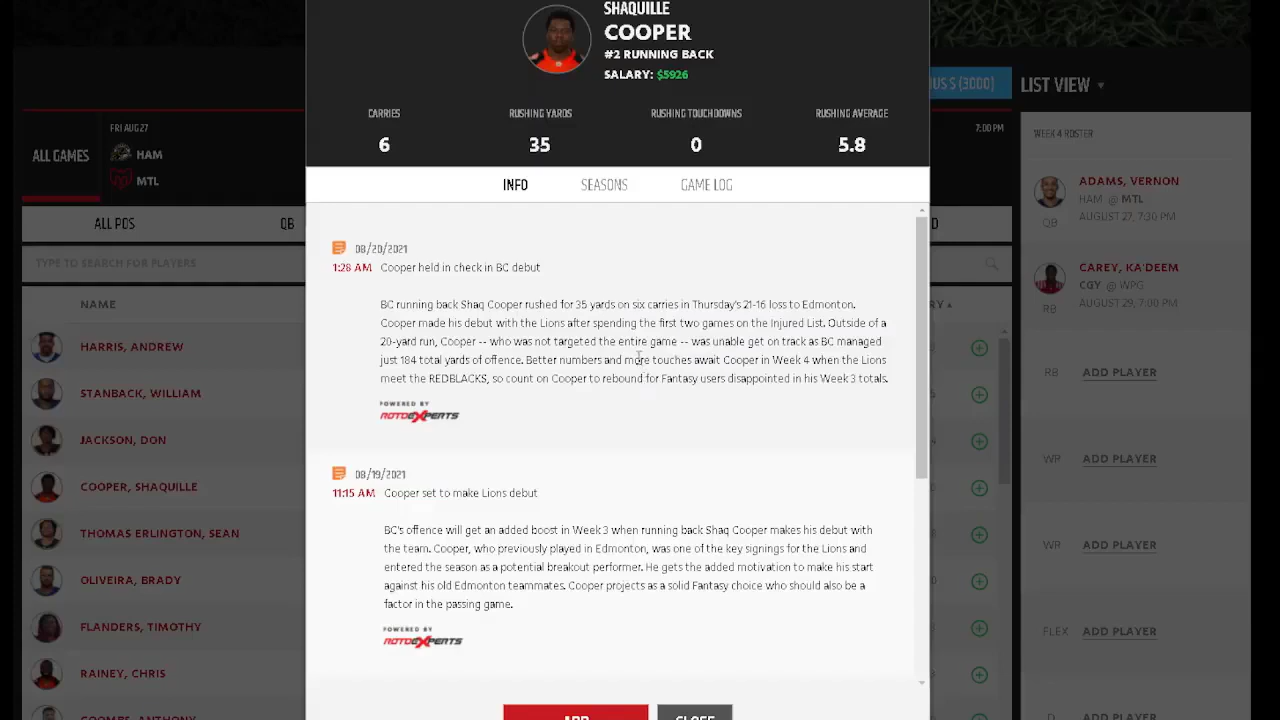 SHAQUILLE
COOPER
#2 RUNNING BACK
SALARY: $5926
CARRIES RUSHING YARDS RUSHING TOUCHDOWNS RUSHING AVERAGE
6 35 0 5.8
INFO SEASONS GAME LOG
08/20/2021
1:28 AM Cooper held in check in BC debut
BC running back Shaq Cooper rushed for 35 yards on six carries in Thursday's 21-16 loss to Edmonton.
Cooper made his debut with the Lions after spending the first two games on the Injured List. Outside of a
20-yard run, Cooper -- who was not targeted the entire game -- was unable get on track as BC managed
just 184 total yards of offence. Better numbers and more touches await Cooper in Week 4 when the Lions
meet the REDBLACKS, so count on Cooper to rebound for Fantasy users disappointed in his Week 3 totals.
POWERED BY
ROTOEXPERTS
08/19/2021
11:15 AM Cooper set to make Lions debut
BC's offence will get an added boost in Week 3 when running back Shaq Cooper makes his debut with
the team. Cooper, who previously played in Edmonton, was one of the key signings for the Lions and
entered the season as a potential breakout performer. He gets the added motivation to make his start
against his old Edmonton teammates. Cooper projects as a solid Fantasy choice who should also be a
factor in the passing game.
POWERED BY
ROTOEXPERTS
ADD CLOSE
ALL GAMES
FRI AUG 27
HAM
MTL
7:00 PM
ALL POS QB D
TYPE TO SEARCH FOR PLAYERS
NAME
HARRIS, ANDREW
STANBACK, WILLIAM
JACKSON, DON
COOPER, SHAQUILLE
THOMAS ERLINGTON, SEAN
OLIVEIRA, BRADY
FLANDERS, TIMOTHY
RAINEY, CHRIS
COOMBS, ANTHONY
(3000) LIST VIEW
WEEK 4 ROSTER
ADAMS, VERNON
HAM @ MTL
AUGUST 27, 7:30 PM
QB
CAREY, KA'DEEM
CGY @ WPG
AUGUST 29, 7:00 PM
RB
RB ADD PLAYER
WR ADD PLAYER
WR ADD PLAYER
FLEX ADD PLAYER
D ADD PLAYER